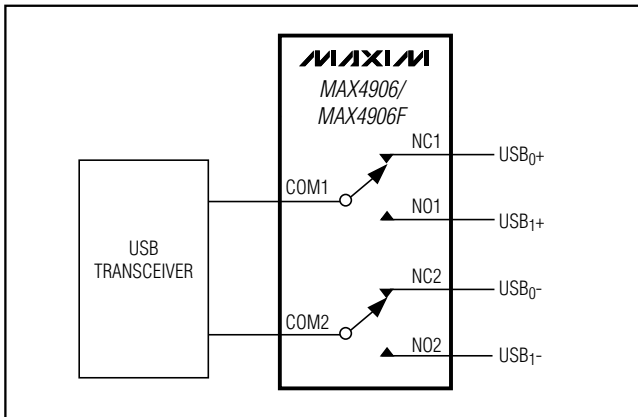 MAXIM
MAX4906/
MAX4906F
NC1
USB0+
COM1
NO1
USB1+
USB
TRANSCEIVER
NC2
USB0-
COM2
NO2
USB1-